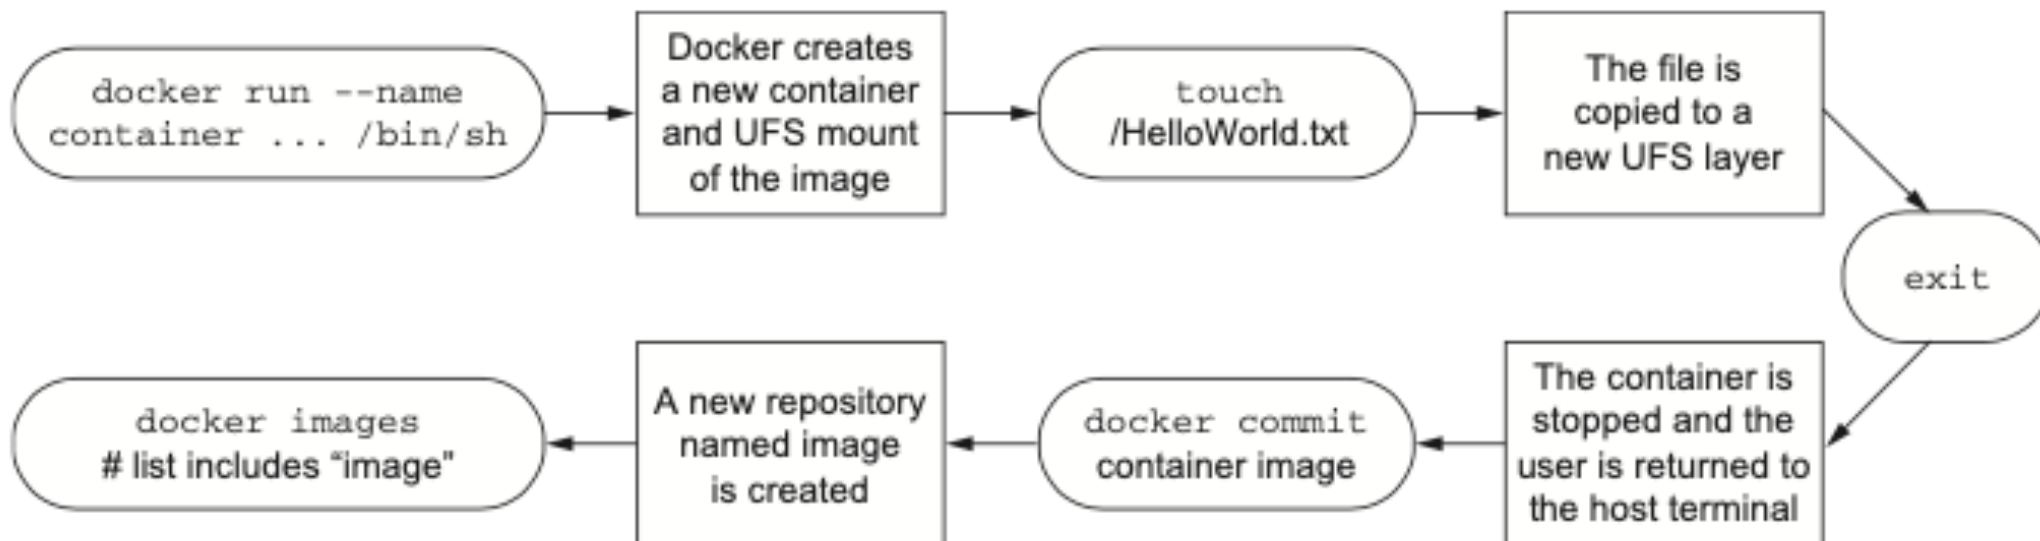 docker run --name
container ... /bin/sh
Docker creates
a new container
and UFS mount
of the image
touch
/HelloWorld.txt
The file is
copied to a
new UFS layer
exit
The container is
stopped and the
user is returned to
the host terminal
docker commit
container image
A new repository
named image
is created
docker images
# list includes “image"